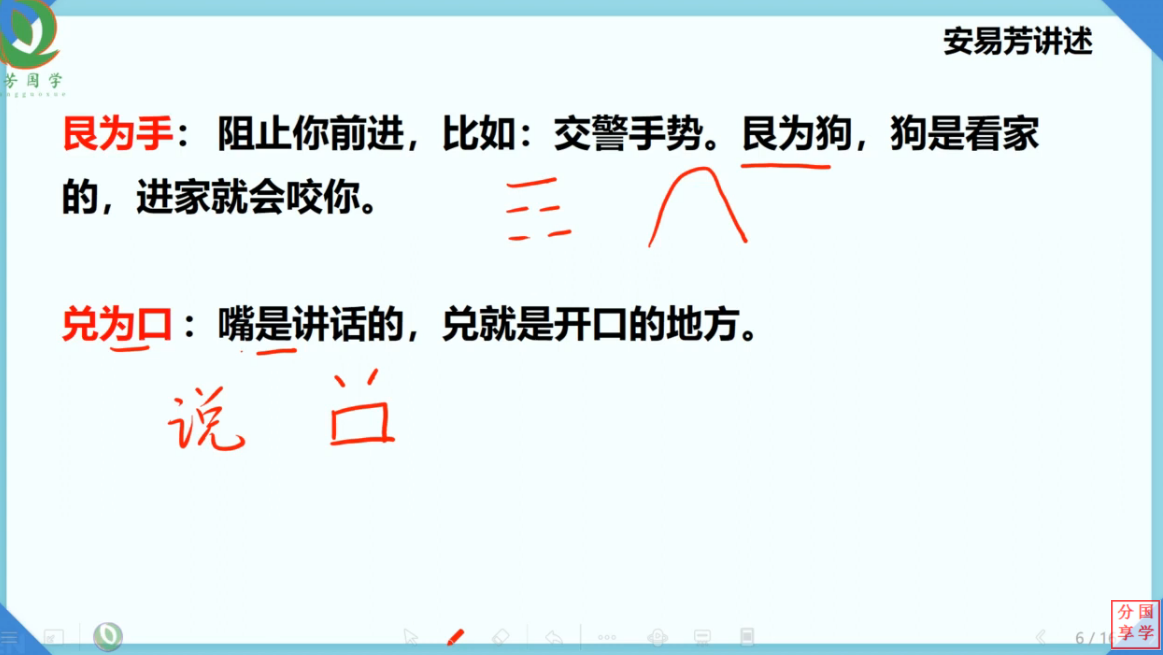 安易芳讲述
芳国学
艮为手：阻止你前进，比如：交警手势。艮为狗，狗是看家
的，进家就会咬你。
兑为口：嘴是讲话的，兑就是开口的地方。
说
6 / 16
分国
享学